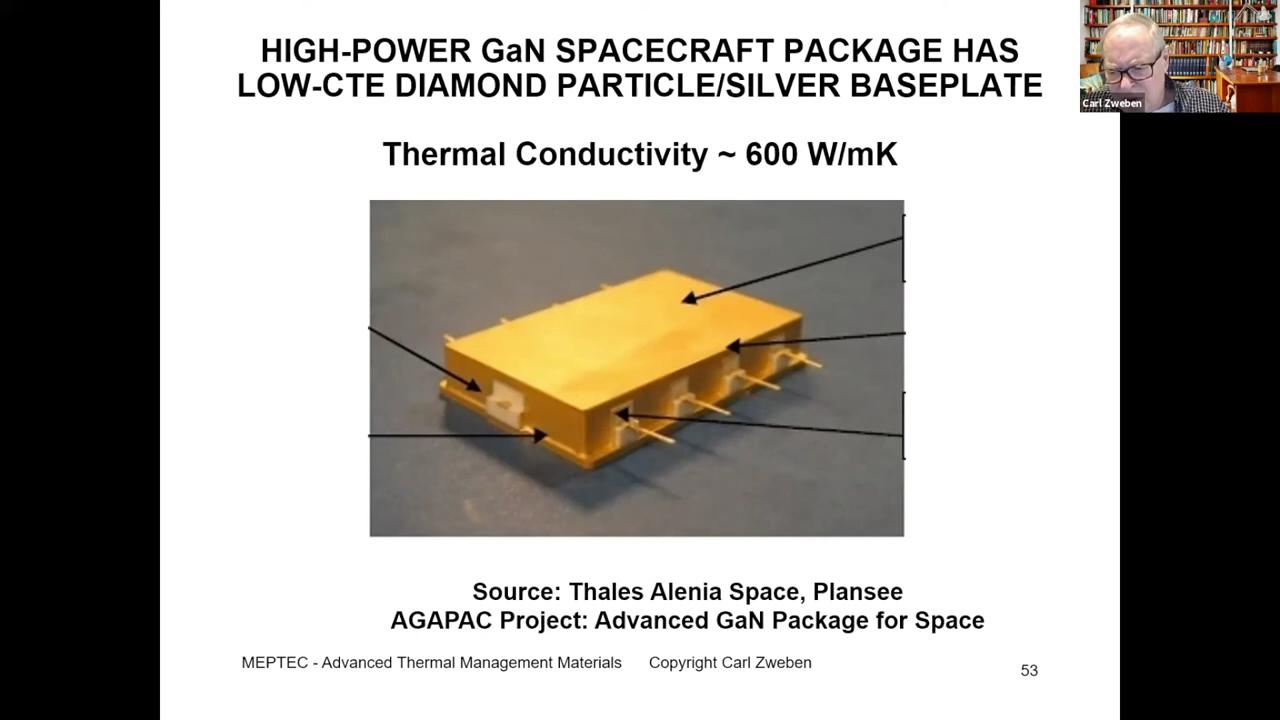 HIGH-POWER GaN SPACECRAFT PACKAGE HAS
LOW-CTE DIAMOND PARTICLE/SILVER BASEPLATE
Carl Zweben
Thermal Conductivity ~ 600 W/mK
Source: Thales Alenia Space, Plansee
AGAPAC Project: Advanced GaN Package for Space
MEPTEC - Advanced Thermal Management Materials Copyright Carl Zweben
53